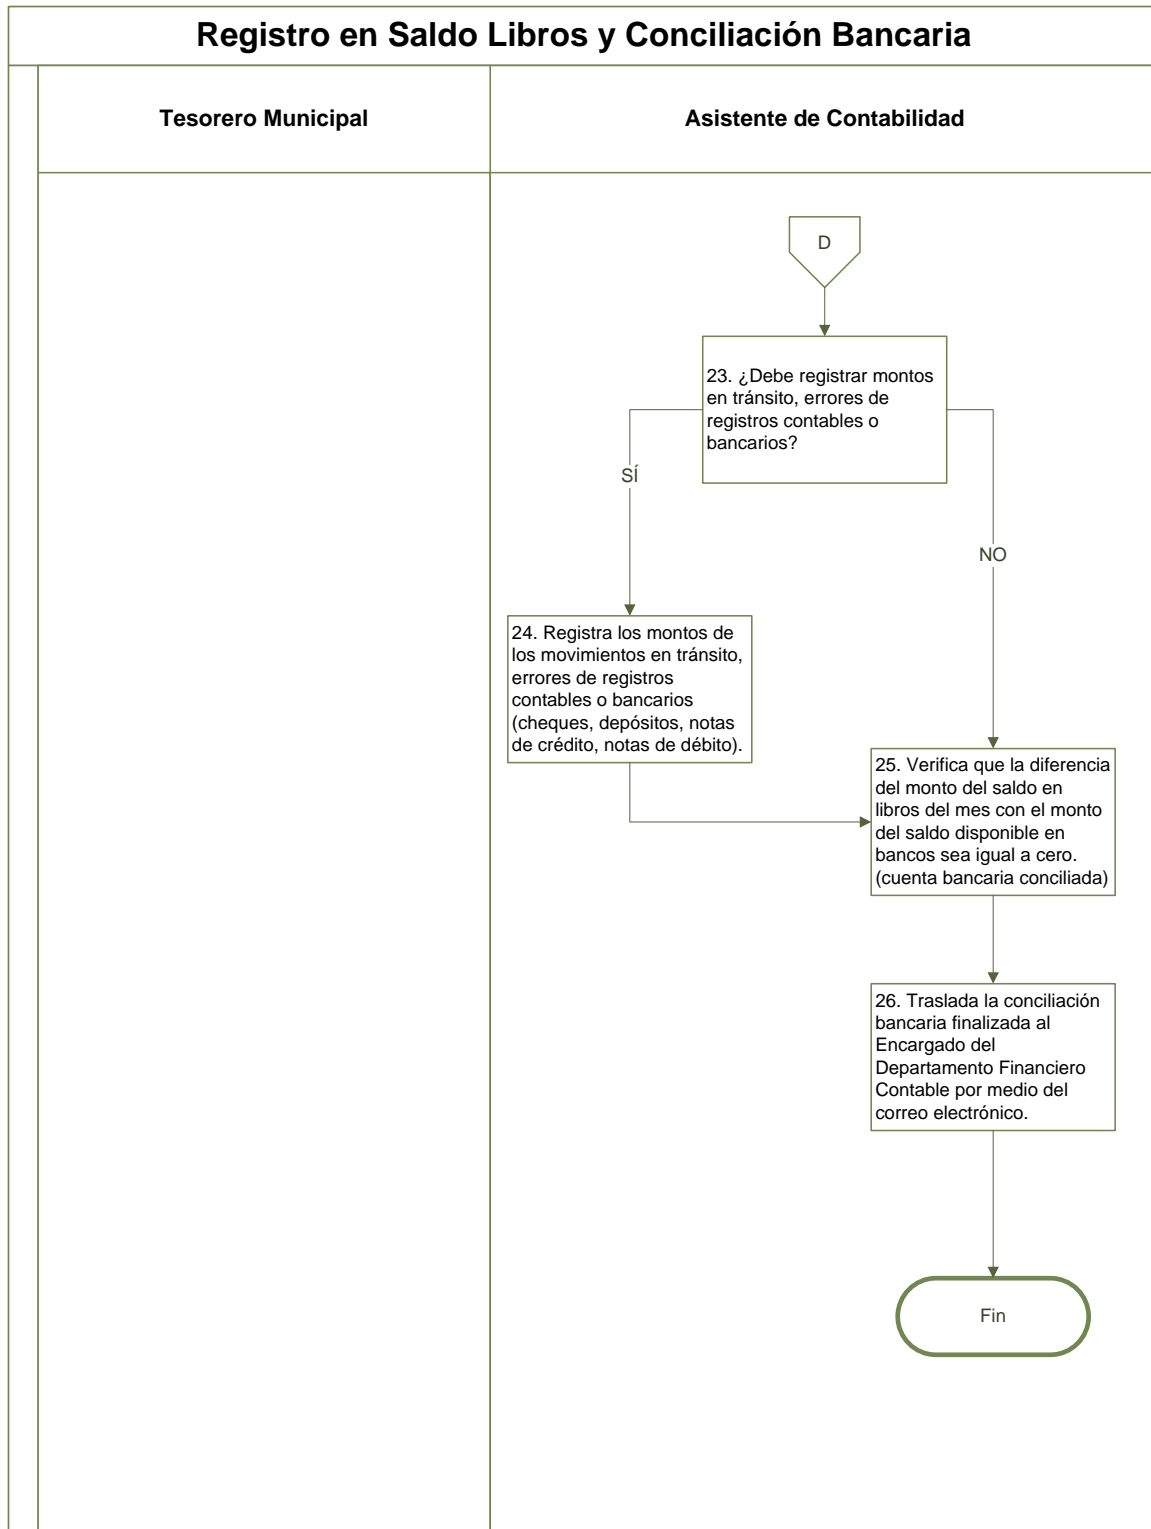 Registro en Saldo Libros y Conciliación Bancaria
Tesorero Municipal
Asistente de Contabilidad
D
23. ¿Debe registrar montos
en tránsito, errores de
registros contables o
bancarios?
SÍ
NO
24. Registra los montos de
los movimientos en tránsito,
errores de registros
contables o bancarios
(cheques, depósitos, notas
de crédito, notas de débito).
25. Verifica que la diferencia
del monto del saldo en
libros del mes con el monto
del saldo disponible en
bancos sea igual a cero.
(cuenta bancaria conciliada)
26. Traslada la conciliación
bancaria finalizada al
Encargado del
Departamento Financiero
Contable por medio del
correo electrónico.
Fin